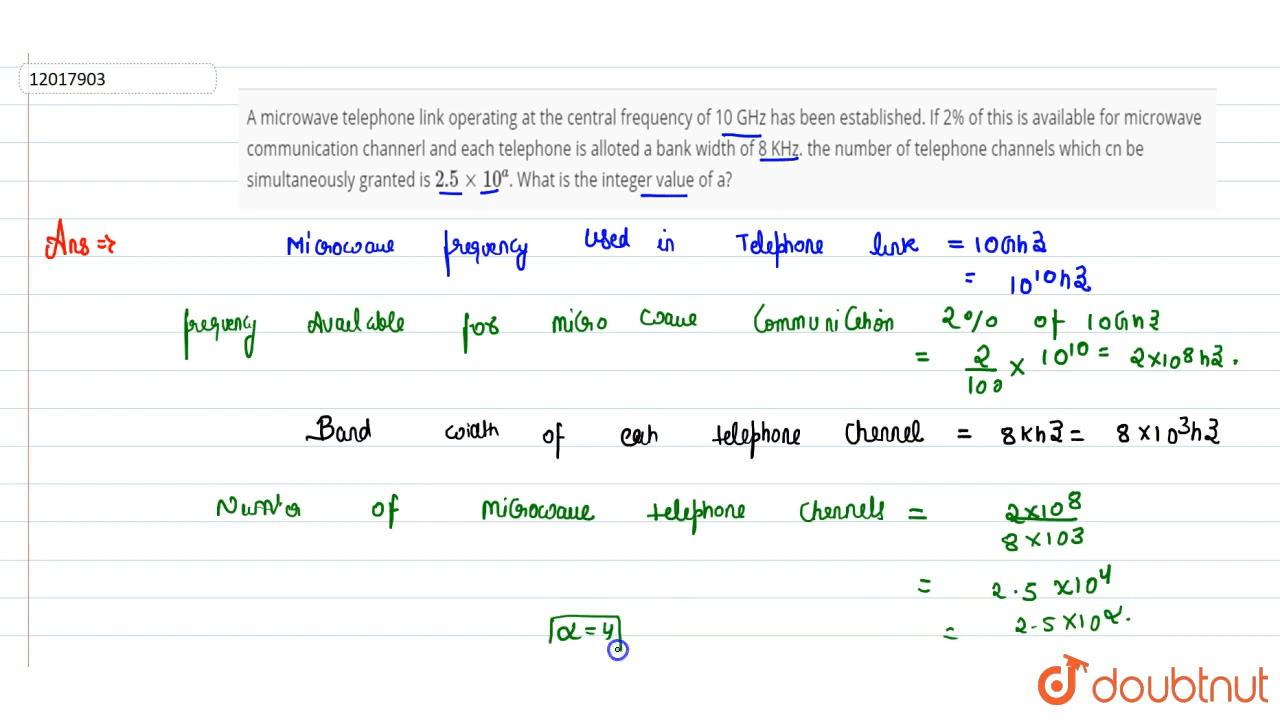 12017903
A microwave telephone link operating at the central frequency of 10 GHz has been established. If 2% of this is available for microwave
communication channerl and each telephone is alloted a bank width of 8 KHz. the number of telephone channels which cn be
simultaneously granted is 2.5 × 10^a. What is the integer value of a?
Ans ⇒ Microwave frequency used in Telephone link = 10Ghz
= 10^10 hz
frequency Available for micro wave Communication 2% of 10Ghz
= 2/100 × 10^10 = 2×10^8 hz.
Band width of each telephone chennel = 8Khz = 8×10^3 hz
Number of microwave telephone chennels = 2×10^8 / 8×10^3
= 2.5 ×10^4
α = 4 = 2.5×10^α.
doubtnut